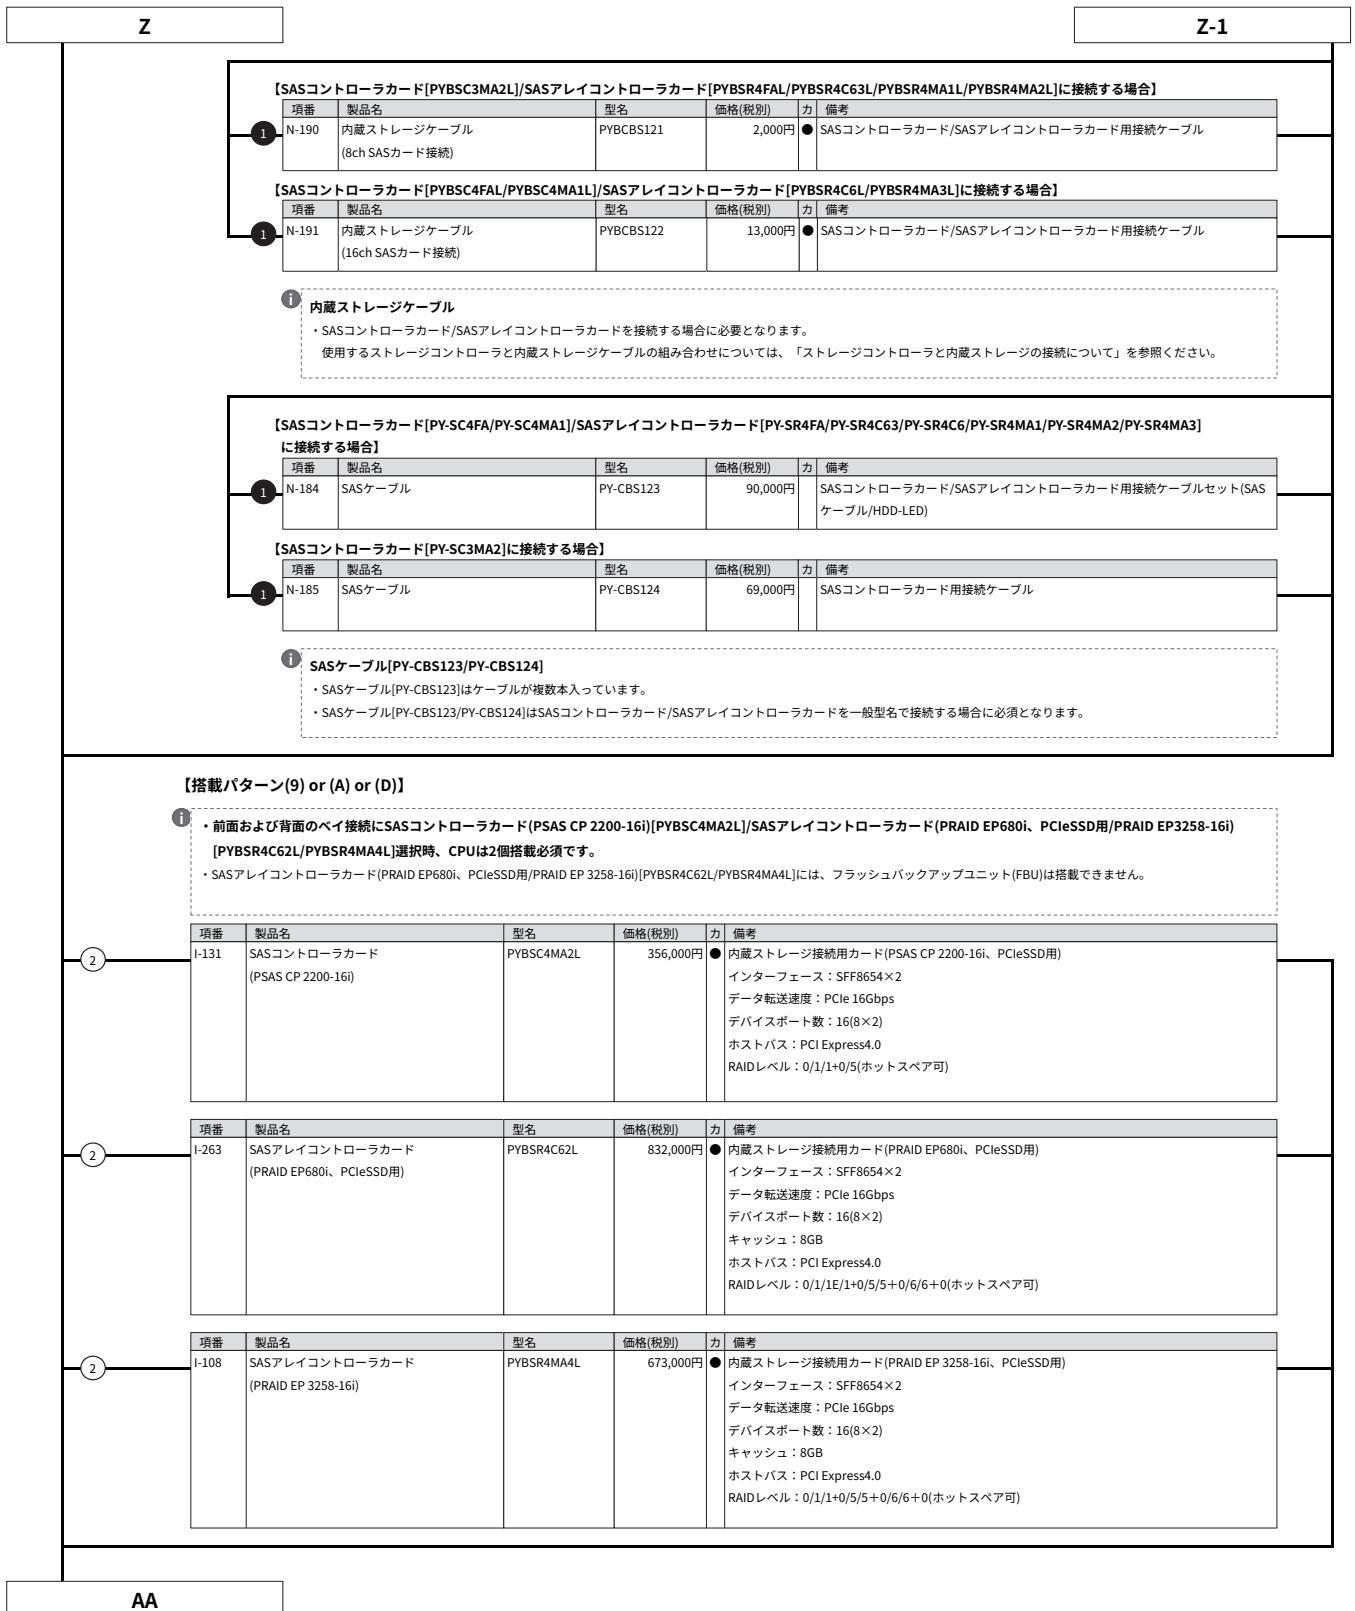 Z
Z-1
【SASコントローラカード[PYBSC3MA2L]/SASアレイコントローラカード[PYBSR4FAL/PYBSR4C63L/PYBSR4MA1L/PYBSR4MA2L]に接続する場合】
項番 製品名 型名 価格(税別) カ 備考
1 N-190 内蔵ストレージケーブル PYBCBS121 2,000円 ● SASコントローラカード/SASアレイコントローラカード用接続ケーブル
(8ch SASカード接続)
【SASコントローラカード[PYBSC4FAL/PYBSC4MA1L]/SASアレイコントローラカード[PYBSR4C6L/PYBSR4MA3L]に接続する場合】
項番 製品名 型名 価格(税別) カ 備考
1 N-191 内蔵ストレージケーブル PYBCBS122 13,000円 ● SASコントローラカード/SASアレイコントローラカード用接続ケーブル
(16ch SASカード接続)
i 内蔵ストレージケーブル
・SASコントローラカード/SASアレイコントローラカードを接続する場合に必要となります。
使用するストレージコントローラと内蔵ストレージケーブルの組み合わせについては、「ストレージコントローラと内蔵ストレージの接続について」を参照ください。
【SASコントローラカード[PY-SC4FA/PY-SC4MA1]/SASアレイコントローラカード[PY-SR4FA/PY-SR4C63/PY-SR4C6/PY-SR4MA1/PY-SR4MA2/PY-SR4MA3]
に接続する場合】
項番 製品名 型名 価格(税別) カ 備考
1 N-184 SASケーブル PY-CBS123 90,000円 SASコントローラカード/SASアレイコントローラカード用接続ケーブルセット(SAS
ケーブル/HDD-LED)
【SASコントローラカード[PY-SC3MA2]に接続する場合】
項番 製品名 型名 価格(税別) カ 備考
1 N-185 SASケーブル PY-CBS124 69,000円 SASコントローラカード用接続ケーブル
i SASケーブル[PY-CBS123/PY-CBS124]
・SASケーブル[PY-CBS123]はケーブルが複数本入っています。
・SASケーブル[PY-CBS123/PY-CBS124]はSASコントローラカード/SASアレイコントローラカードを一般型名で接続する場合に必須となります。
【搭載パターン(9) or (A) or (D)】
i ・前面および背面のベイ接続にSASコントローラカード(PSAS CP 2200-16i)[PYBSC4MA2L]/SASアレイコントローラカード(PRAID EP680i、PCIeSSD用/PRAID EP3258-16i)
[PYBSR4C62L/PYBSR4MA4L]選択時、CPUは2個搭載必須です。
・SASアレイコントローラカード(PRAID EP680i、PCIeSSD用/PRAID EP 3258-16i)[PYBSR4C62L/PYBSR4MA4L]には、フラッシュバックアップユニット(FBU)は搭載できません。
項番 製品名 型名 価格(税別) カ 備考
2 I-131 SASコントローラカード PYBSC4MA2L 356,000円 ● 内蔵ストレージ接続用カード(PSAS CP 2200-16i、PCIeSSD用)
(PSAS CP 2200-16i) インターフェース：SFF8654×2
データ転送速度：PCIe 16Gbps
デバイスポート数：16(8×2)
ホストバス：PCI Express4.0
RAIDレベル：0/1/1+0/5(ホットスペア可)
項番 製品名 型名 価格(税別) カ 備考
2 I-263 SASアレイコントローラカード PYBSR4C62L 832,000円 ● 内蔵ストレージ接続用カード(PRAID EP680i、PCIeSSD用)
(PRAID EP680i、PCIeSSD用) インターフェース：SFF8654×2
データ転送速度：PCIe 16Gbps
デバイスポート数：16(8×2)
キャッシュ：8GB
ホストバス：PCI Express4.0
RAIDレベル：0/1/1E/1+0/5/5＋0/6/6＋0(ホットスペア可)
項番 製品名 型名 価格(税別) カ 備考
2 I-108 SASアレイコントローラカード PYBSR4MA4L 673,000円 ● 内蔵ストレージ接続用カード(PRAID EP 3258-16i、PCIeSSD用)
(PRAID EP 3258-16i) インターフェース：SFF8654×2
データ転送速度：PCIe 16Gbps
デバイスポート数：16(8×2)
キャッシュ：8GB
ホストバス：PCI Express4.0
RAIDレベル：0/1/1+0/5/5＋0/6/6＋0(ホットスペア可)
AA